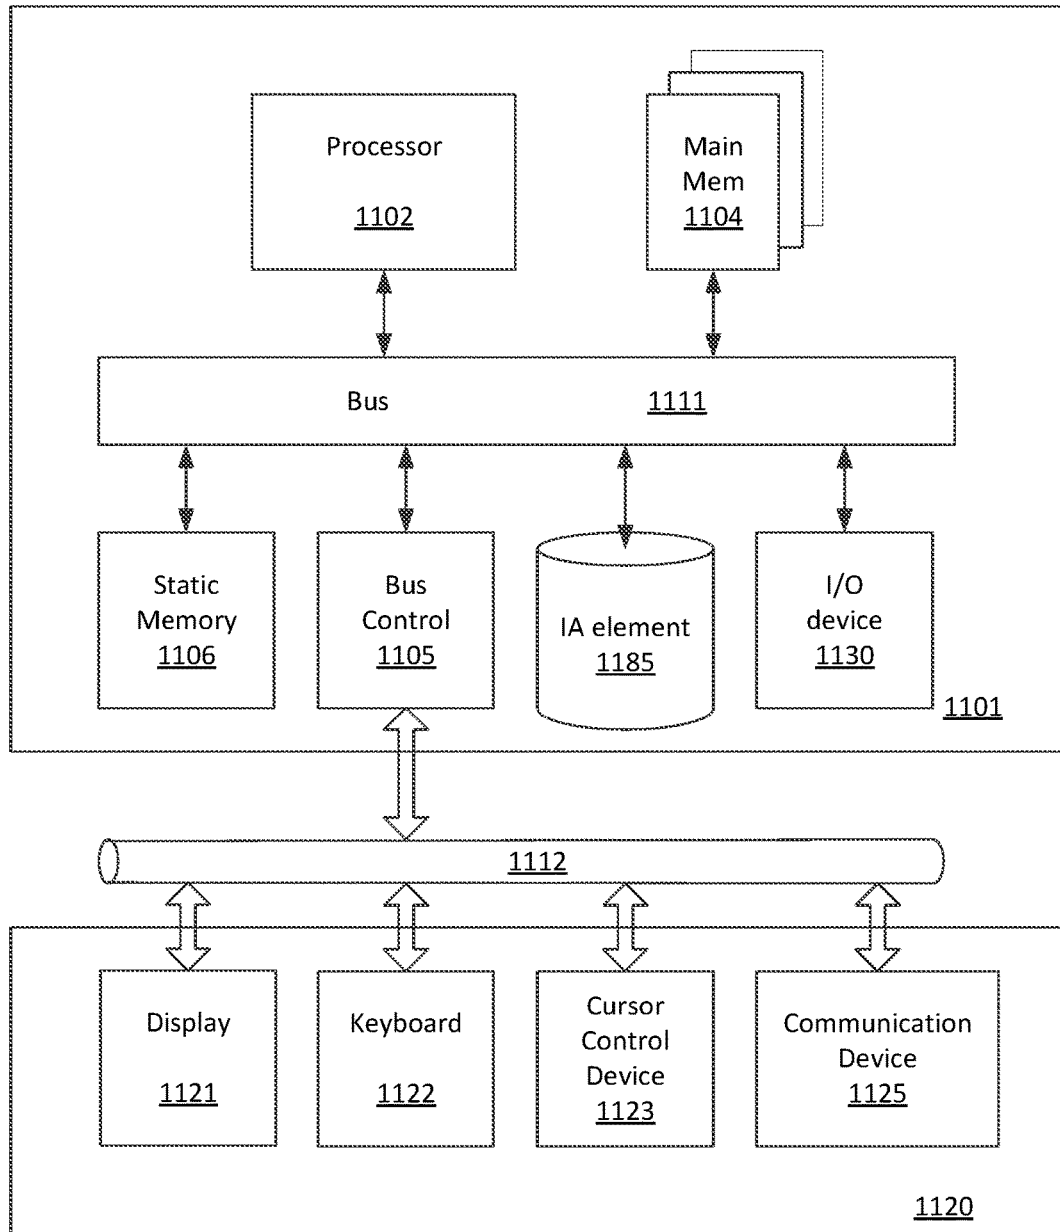 Processor
1102
Main
Mem
1104
Bus 1111
Static
Memory
1106
Bus
Control
1105
IA element
1185
I/O
device
1130
1101
1112
Display
1121
Keyboard
1122
Cursor
Control
Device
1123
Communication
Device
1125
1120